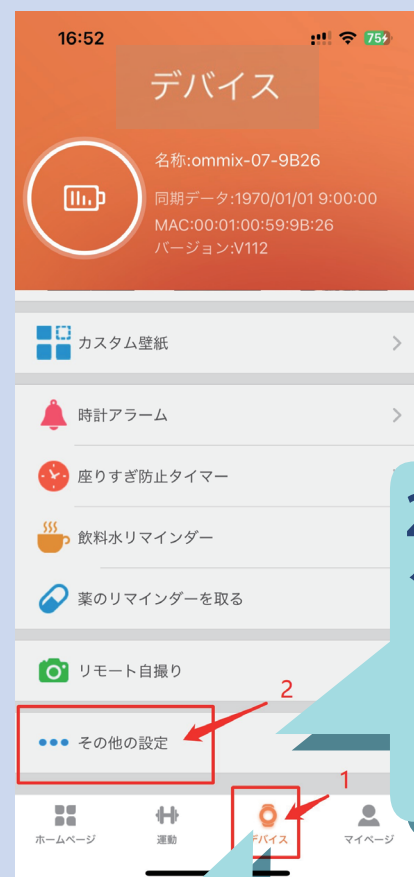 16:52
75
デバイス
名称:ommix-07-9B26
同期データ:1970/01/01 9:00:00
MAC:00:01:00:59:9B:26
バージョン:V112
カスタム壁紙
時計アラーム
座りすぎ防止タイマー
飲料水リマインダー
薬のリマインダーを取る
リモート自撮り
2
その他の設定
1
ホームページ
運動
デバイス
マイページ